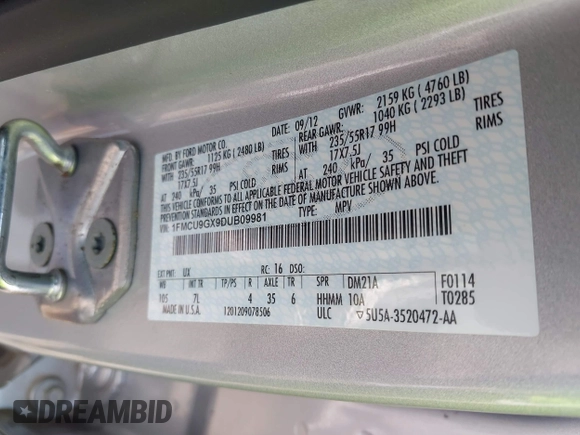 MFD. BY FORD MOTOR CO.
09/12 GVWR: 2159 KG ( 4760 LB)
FRONT GAWR: 1125 KG ( 2480 LB) REAR GAWR: 1040 KG ( 2293 LB)
WITH 235/55R17 99H TIRES WITH 235/55R17 99H TIRES
17X7.5J RIMS 17X7.5J RIMS
AT 240 kPa/ 35 PSI COLD AT 240 kPa/ 35 PSI COLD
THIS VEHICLE CONFORMS TO ALL APPLICABLE FEDERAL MOTOR VEHICLE SAFETY AND THEFT
PREVENTION STANDARDS IN EFFECT ON THE DATE OF MANUFACTURE SHOWN ABOVE.
VIN: 1FMCU9GX9DUB09981
TYPE: MPV
EXT PNT: UX RC: 16 DSO:
WB INT TR TP/PS R AXLE TR SPR DM21A F0114
105 7L 4 35 6 HHMM 10A T0285
MADE IN U.S.A. 1201209078506 ULC 5U5A-3520472-AA
DREAMBID